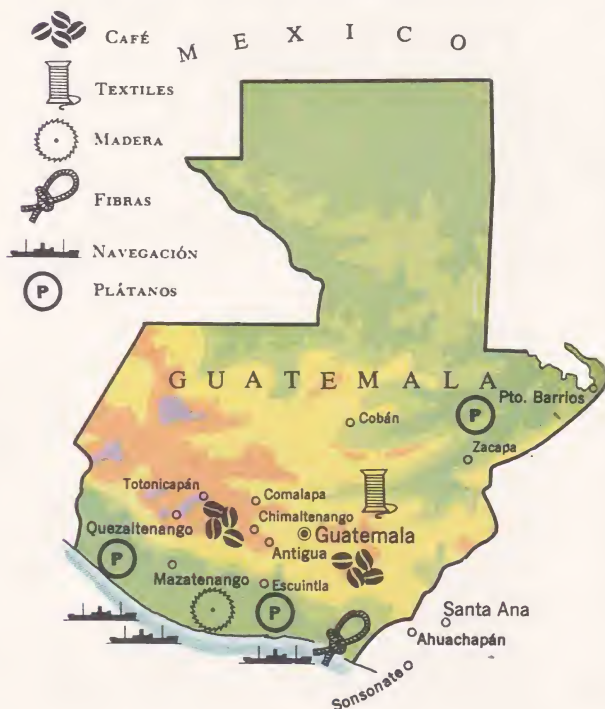 CAFÉ
MEXICO
TEXTILES
MADERA
FIBRAS
NAVEGACIÓN
P PLÁTANOS
GUATEMALA
Pto. Barrios
P
Cobán
Zacapa
Totonicapán
Comalapa
Chimaltenango
Quezaltenango
Guatemala
Antigua
P
Mazatenango
Escuintla
P
Santa Ana
Ahuachapán
Sonsonate